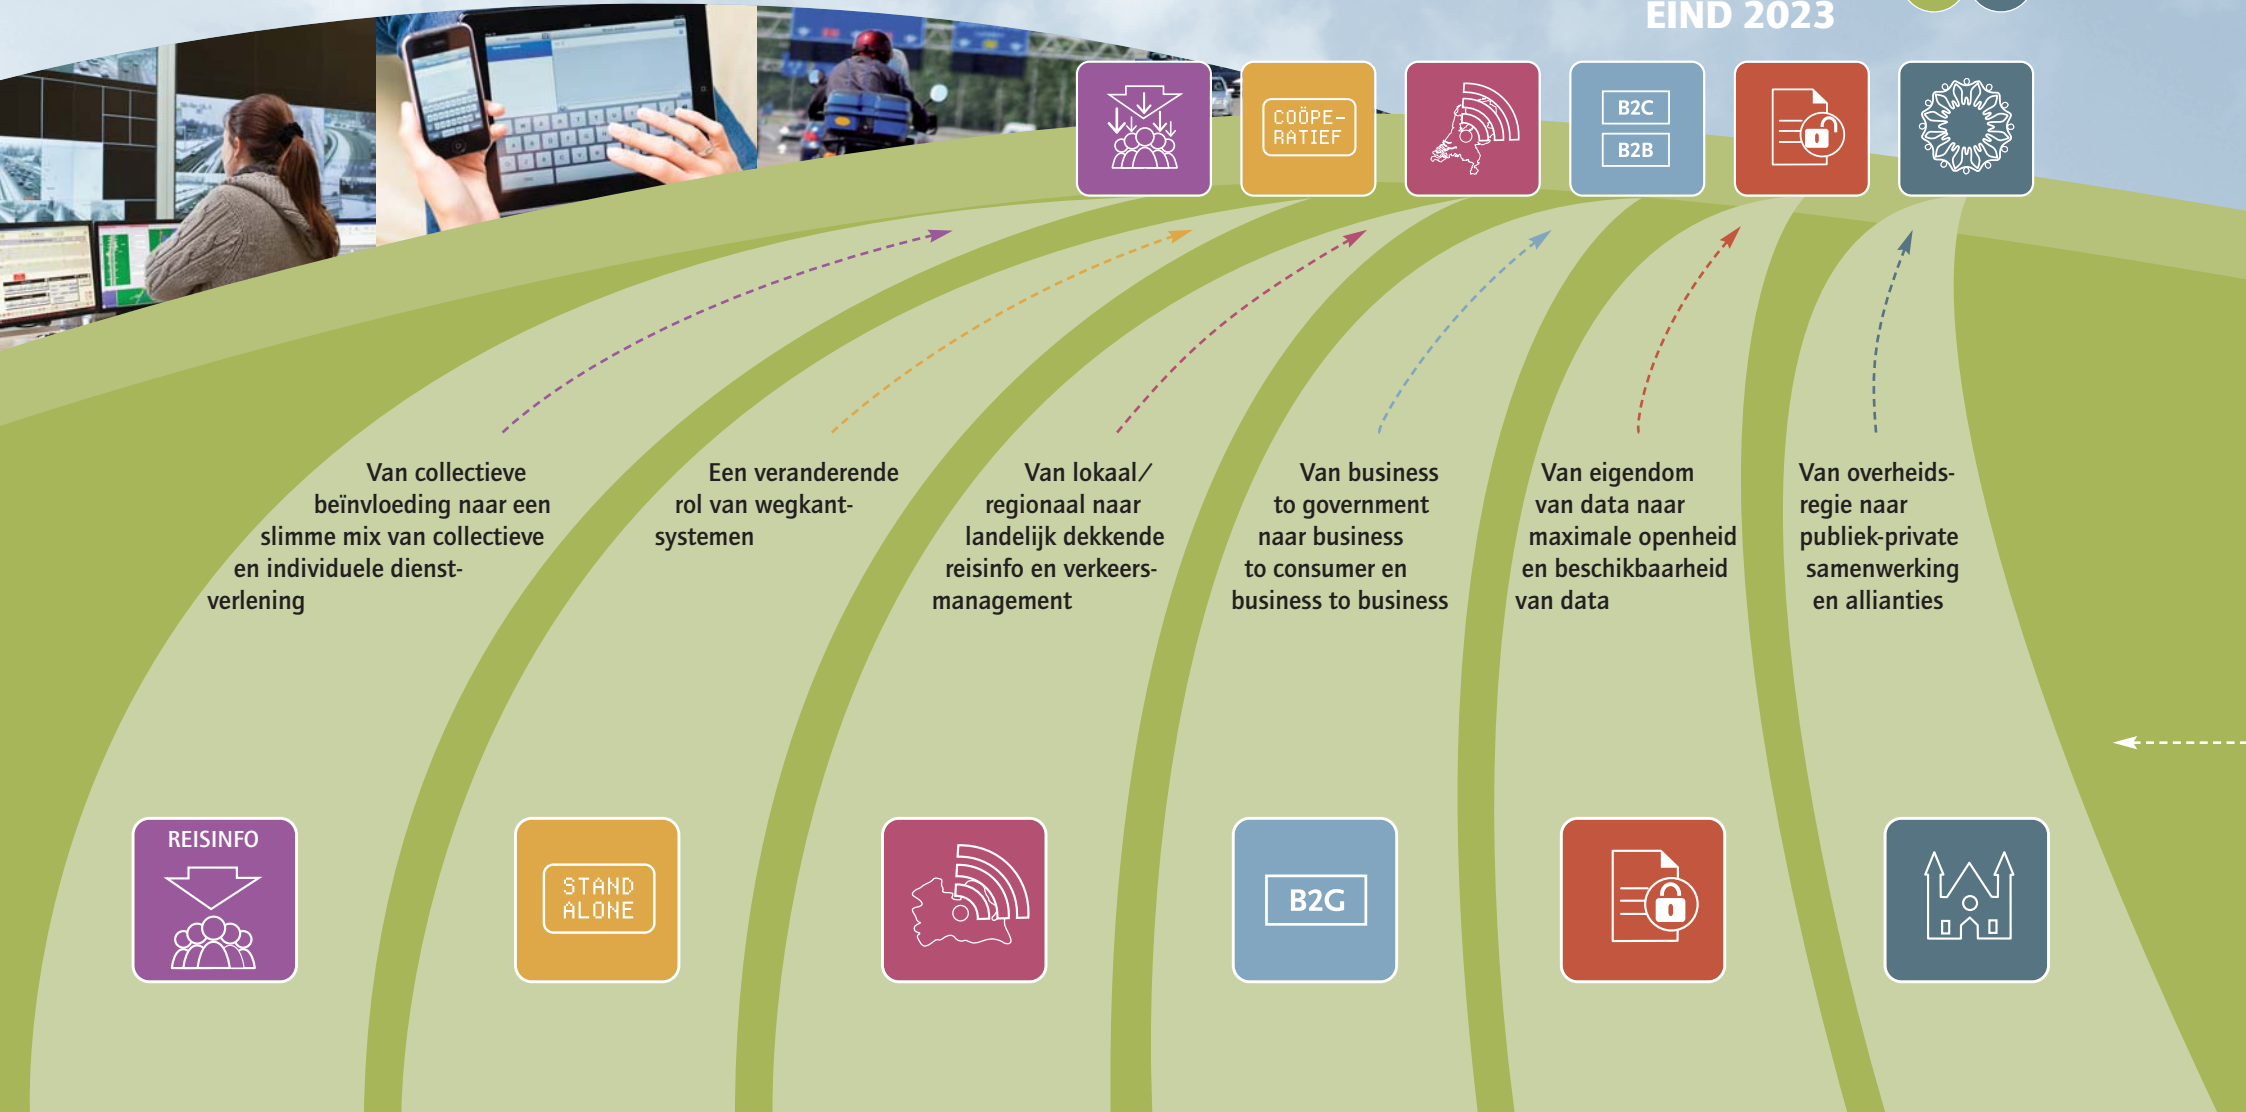 EIND 2023
COÖPE-
RATIEF
B2C
B2B
Van collectieve
beïnvloeding naar een
slimme mix van collectieve
en individuele dienst-
verlening
Een veranderende
rol van wegkant-
systemen
Van lokaal/
regionaal naar
landelijk dekkende
reisinfo en verkeers-
management
Van business
to government
naar business
to consumer en
business to business
Van eigendom
van data naar
maximale openheid
en beschikbaarheid
van data
Van overheids-
regie naar
publiek-private
samenwerking
en allianties
REISINFO
STAND
ALONE
B2G